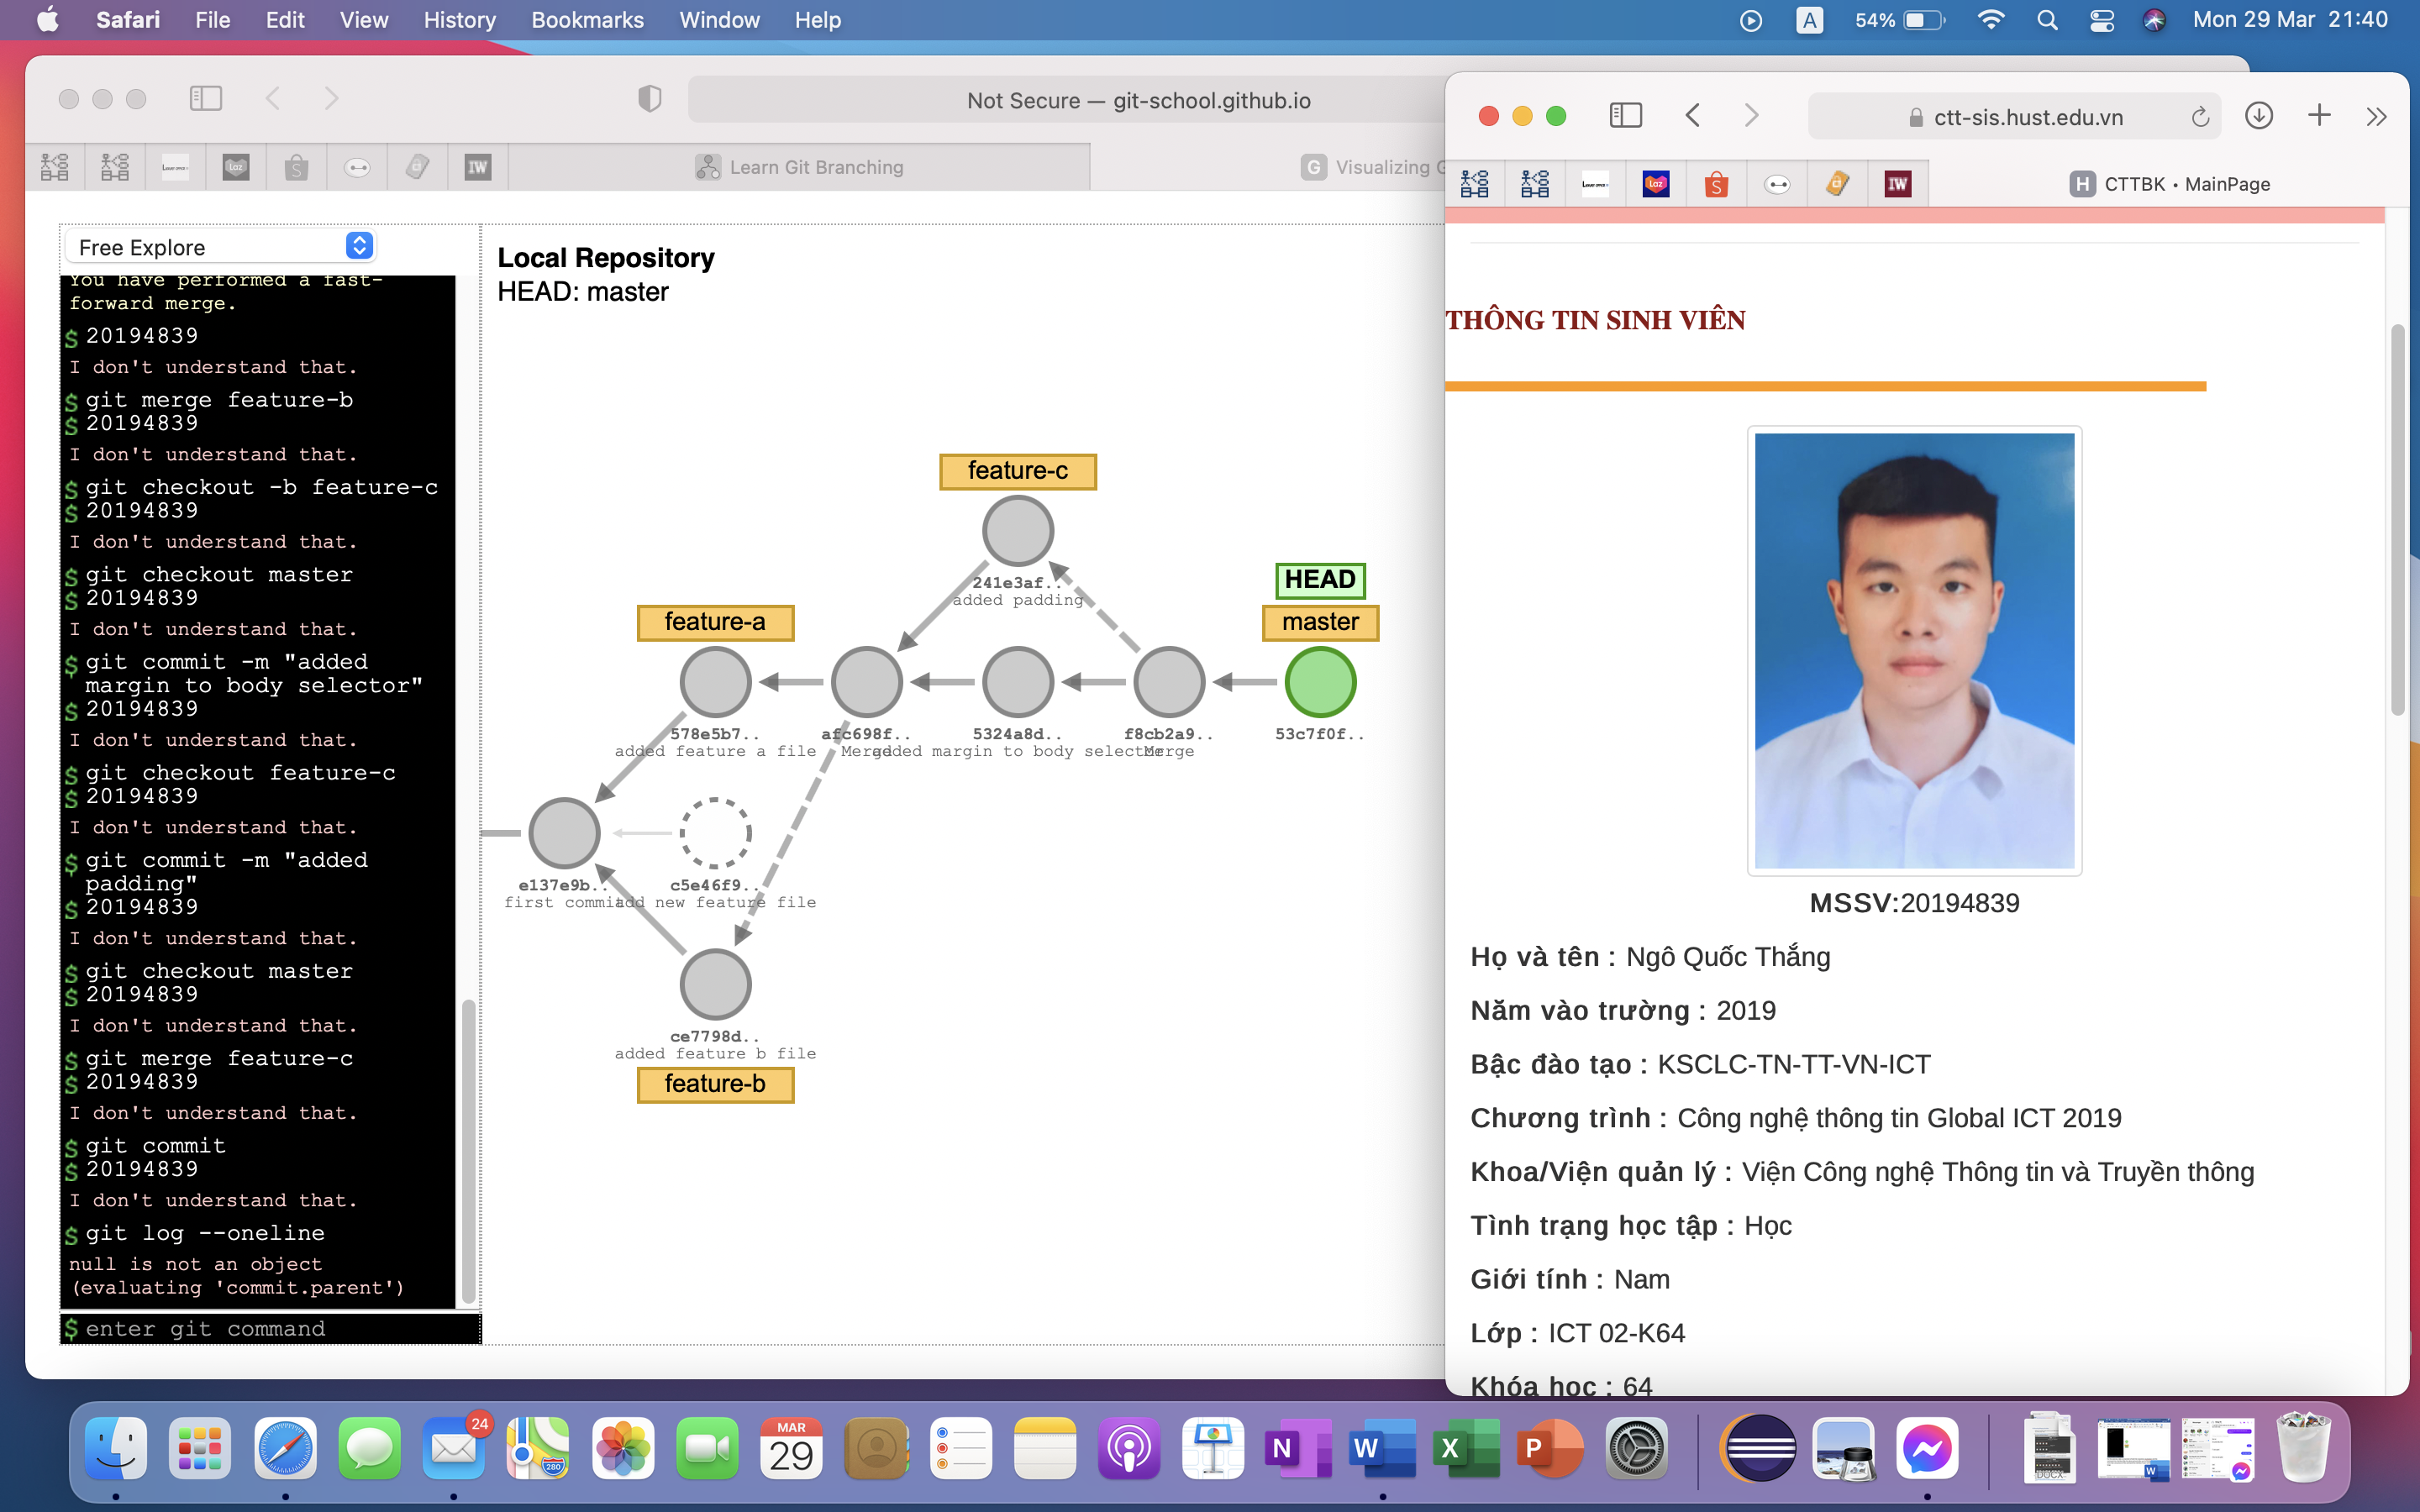 Safari File Edit View History Bookmarks Window Help
A 54% Mon 29 Mar 21:40
Not Secure — git-school.github.io
Laz S IW
Learn Git Branching
G Visualizing G
Free Explore
You have performed a fast-
forward merge.
$ 20194839
I don't understand that.
$ git merge feature-b
$ 20194839
I don't understand that.
$ git checkout -b feature-c
$ 20194839
I don't understand that.
$ git checkout master
$ 20194839
I don't understand that.
$ git commit -m "added
margin to body selector"
$ 20194839
I don't understand that.
$ git checkout feature-c
$ 20194839
I don't understand that.
$ git commit -m "added
padding"
$ 20194839
I don't understand that.
$ git checkout master
$ 20194839
I don't understand that.
$ git merge feature-c
$ 20194839
I don't understand that.
$ git commit
$ 20194839
I don't understand that.
$ git log --oneline
null is not an object
(evaluating 'commit.parent')
$ enter git command
Local Repository
HEAD: master
feature-c
241e3af..
added padding
HEAD
feature-a
master
578e5b7.. afc698f.. 5324a8d.. f8cb2a9.. 53c7f0f..
added feature a file Merge added margin to body selector Merge
e137e9b.. c5e46f9..
first commit add new feature file
ce7798d..
added feature b file
feature-b
ctt-sis.hust.edu.vn
Laz S IW
H CTTBK • MainPage
THÔNG TIN SINH VIÊN
MSSV:20194839
Họ và tên : Ngô Quốc Thắng
Năm vào trường : 2019
Bậc đào tạo : KSCLC-TN-TT-VN-ICT
Chương trình : Công nghệ thông tin Global ICT 2019
Khoa/Viện quản lý : Viện Công nghệ Thông tin và Truyền thông
Tình trạng học tập : Học
Giới tính : Nam
Lớp : ICT 02-K64
Khóa học : 64
24
280
MAR
29
N W X P
DOCX
W